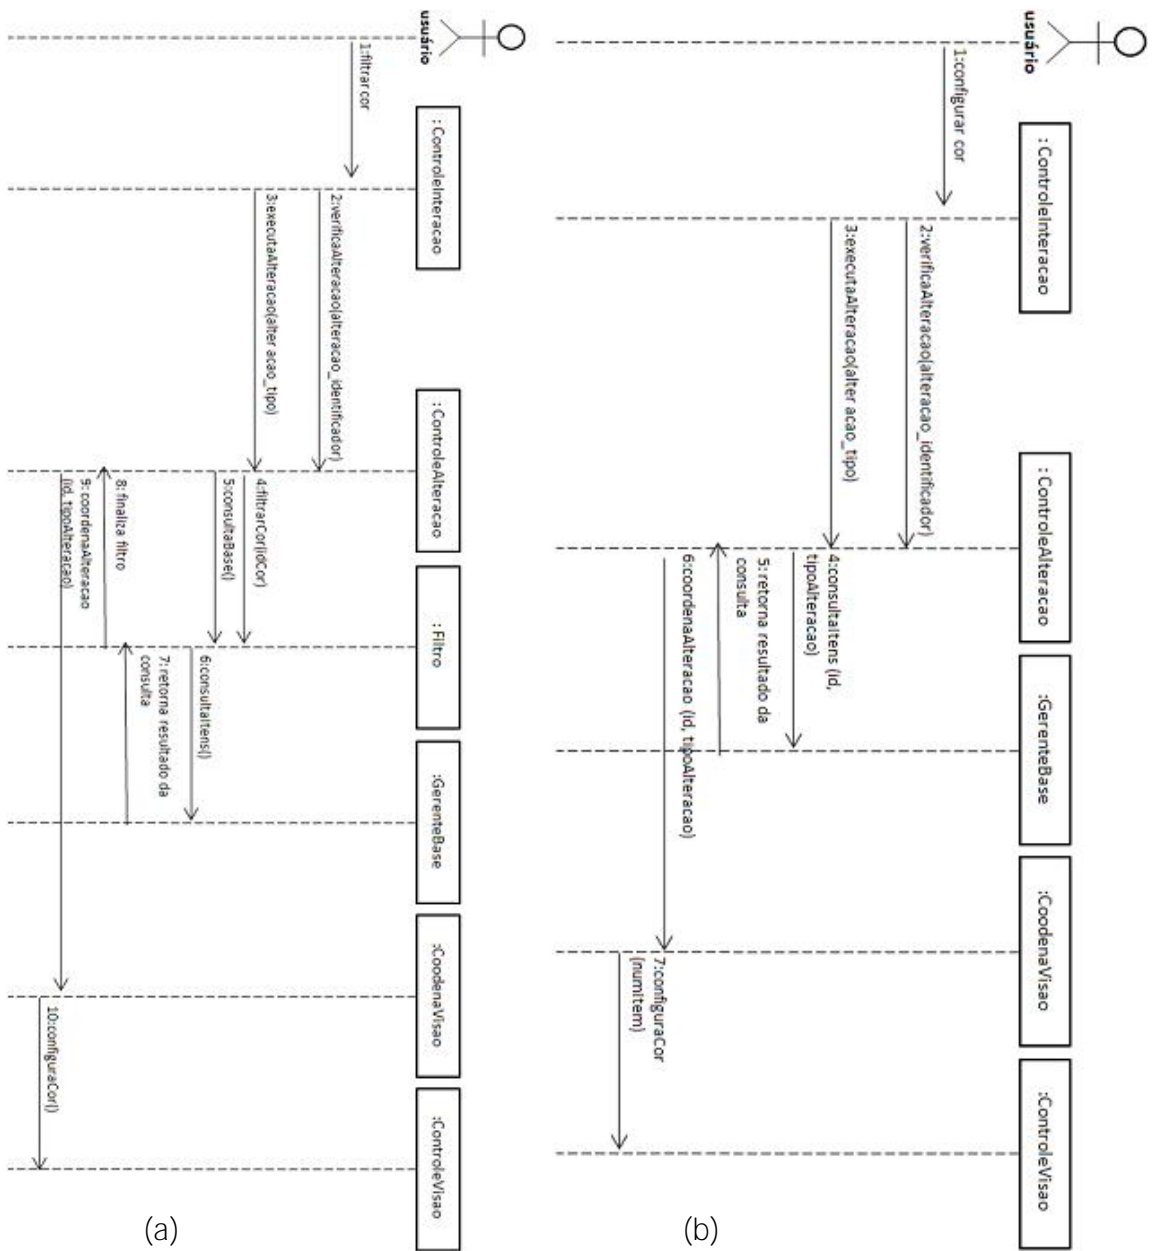 usuário
: ControleInteracao
: ControleAlteracao
:Filtro
:GerenteBase
:CoodenaVisao
:ControleVisao
1:filtrar cor
2:verificaAlteracao(alteracao_identificador)
3:executaAlteracao(alter acao_tipo)
4:filtrarCor(idCor)
5:consultaBase()
6:consultaItens()
7: retorna resultado da
consulta
8: finaliza filtro
9: coordenaAlteracao
(id, tipoAlteracao)
10:configuraCor()
(a)
usuário
: ControleInteracao
: ControleAlteracao
:GerenteBase
:CoodenaVisao
:ControleVisao
1:configurar cor
2:verificaAlteracao(alteracao_identificador)
3:executaAlteracao(alter acao_tipo)
4:consultaItens (id,
tipoAlteracao)
5: retorna resultado da
consulta
6:coordenaAlteracao (id, tipoAlteracao)
7:configuraCor
(numItem)
(b)